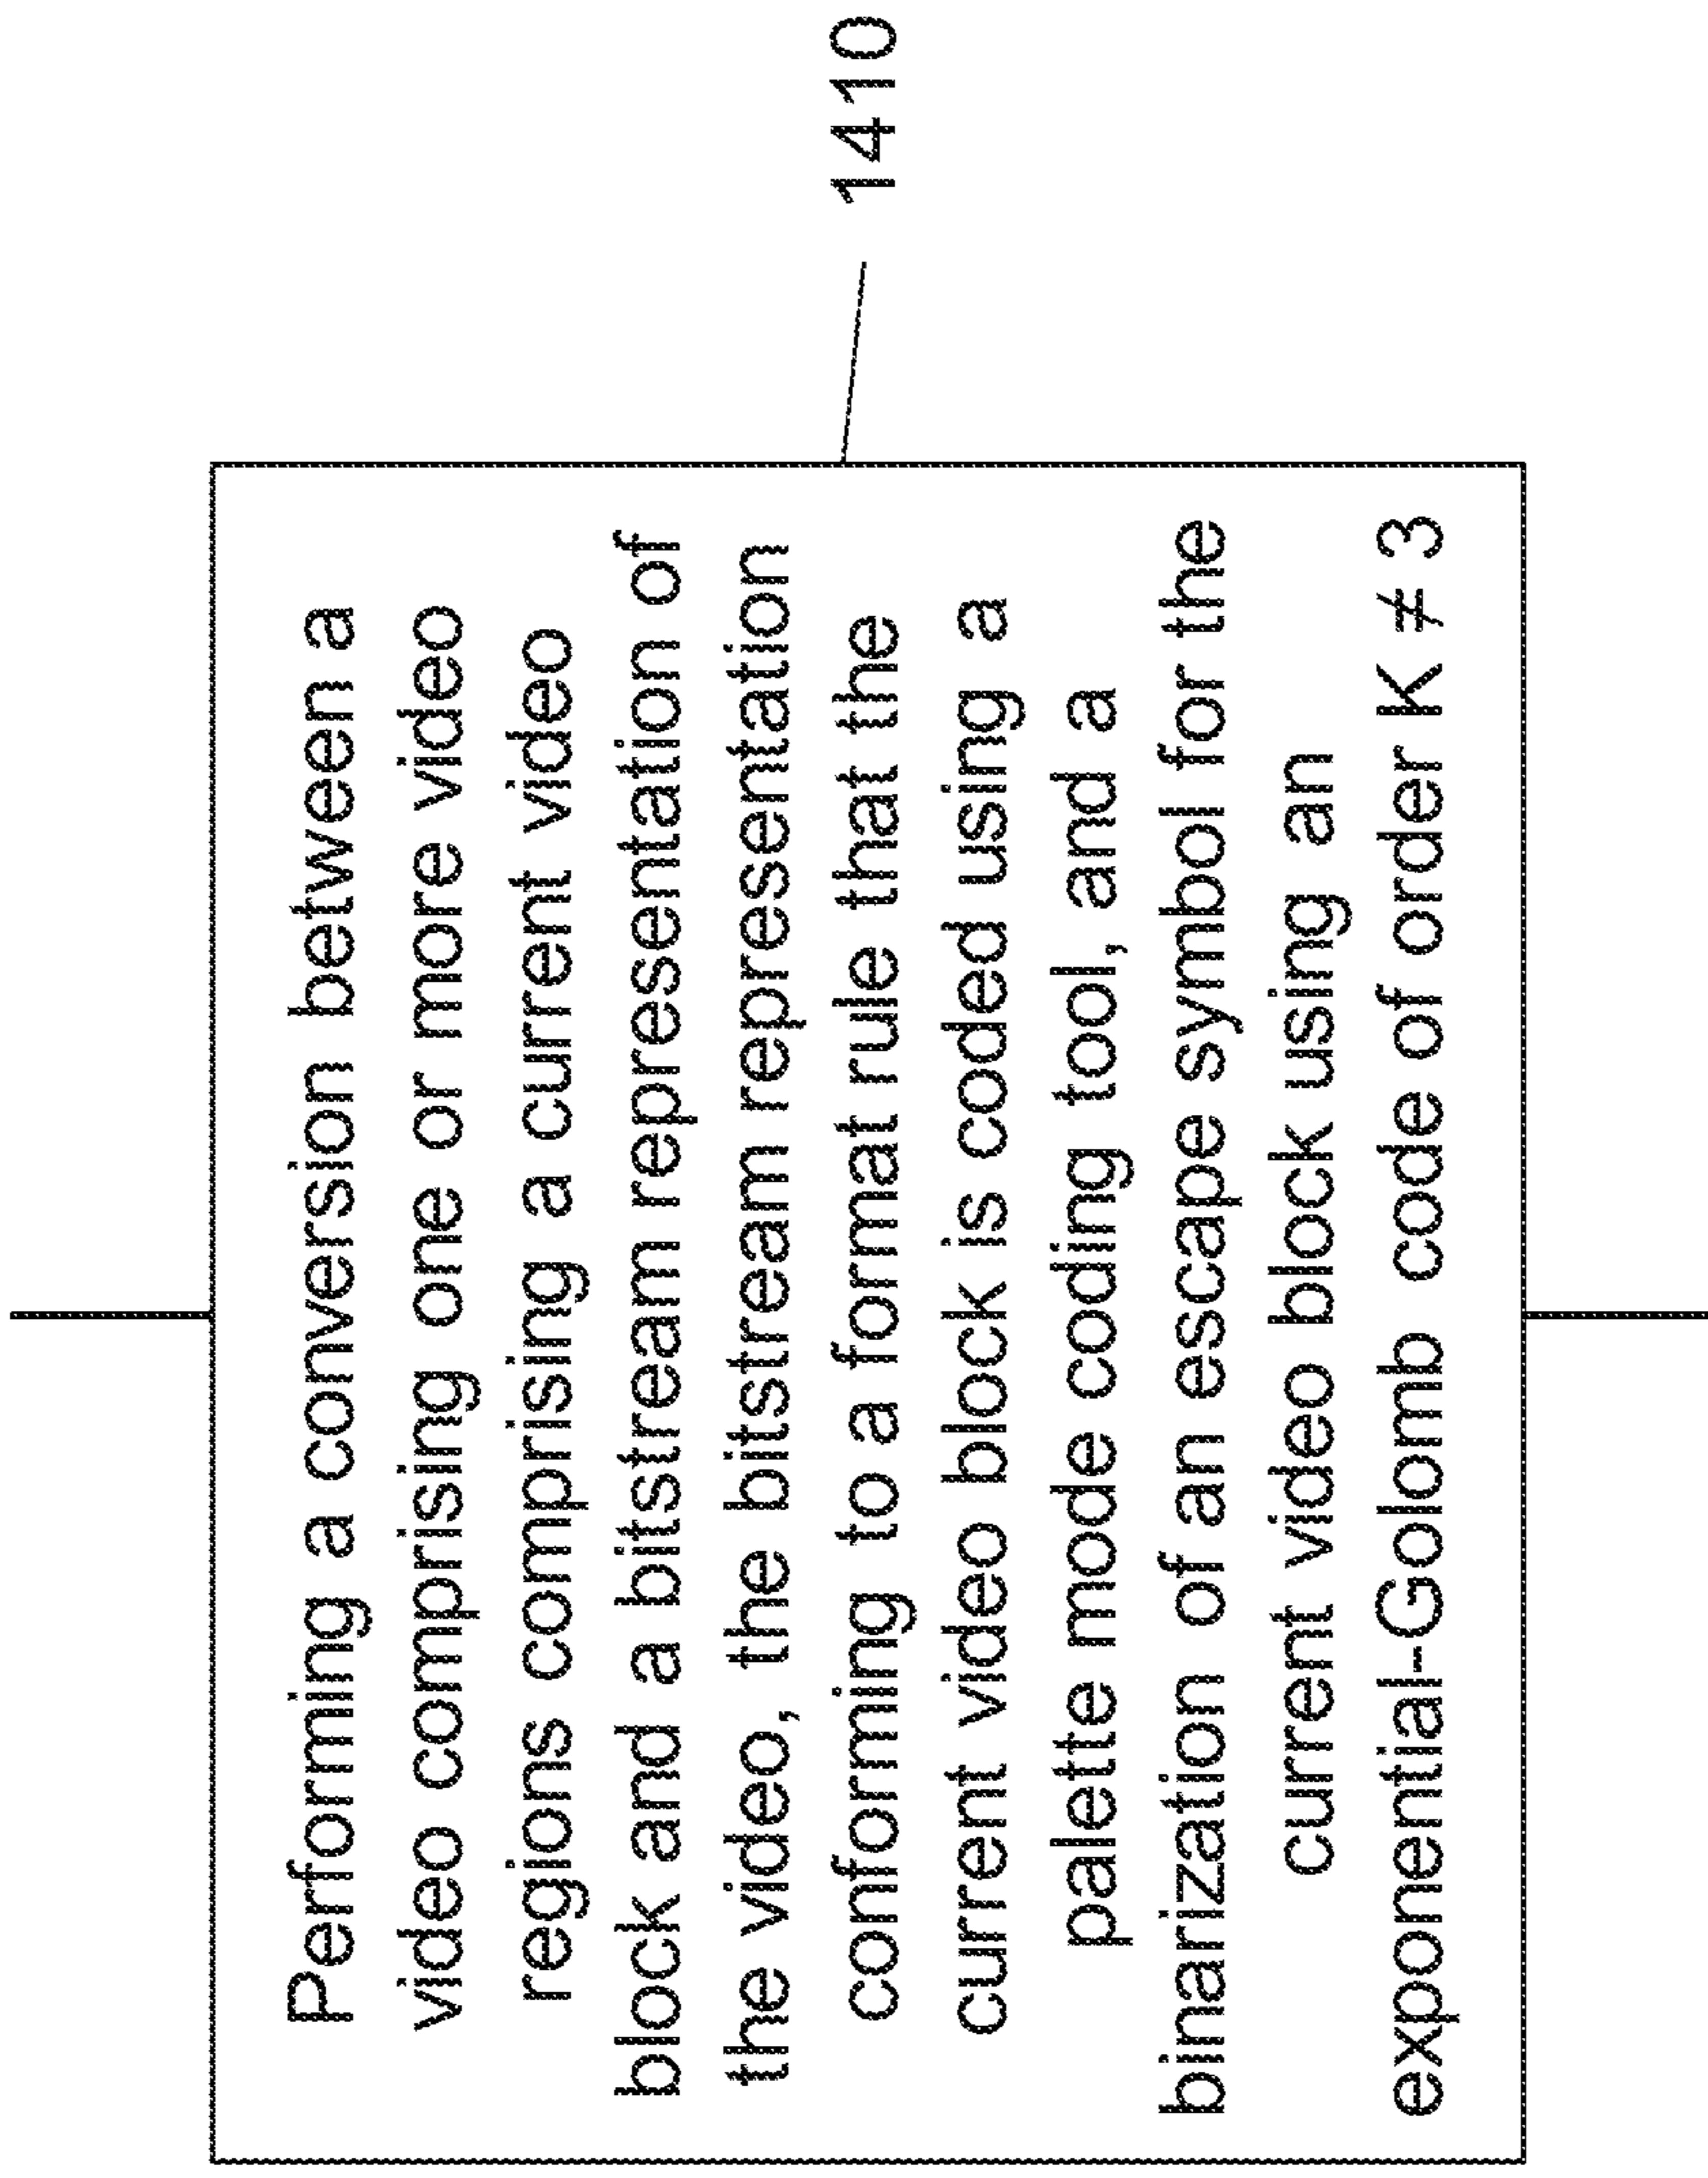 Performing a conversion between a
video comprising one or more video
regions comprising a current video
block and a bitstream representation of
the video, the bitstream representation
conforming to a format rule that the
current video block is coded using a
palette mode coding tool, and a
binarization of an escape symbol for the
current video block using an
exponential-Golomb code of order K ≠ 3
1410